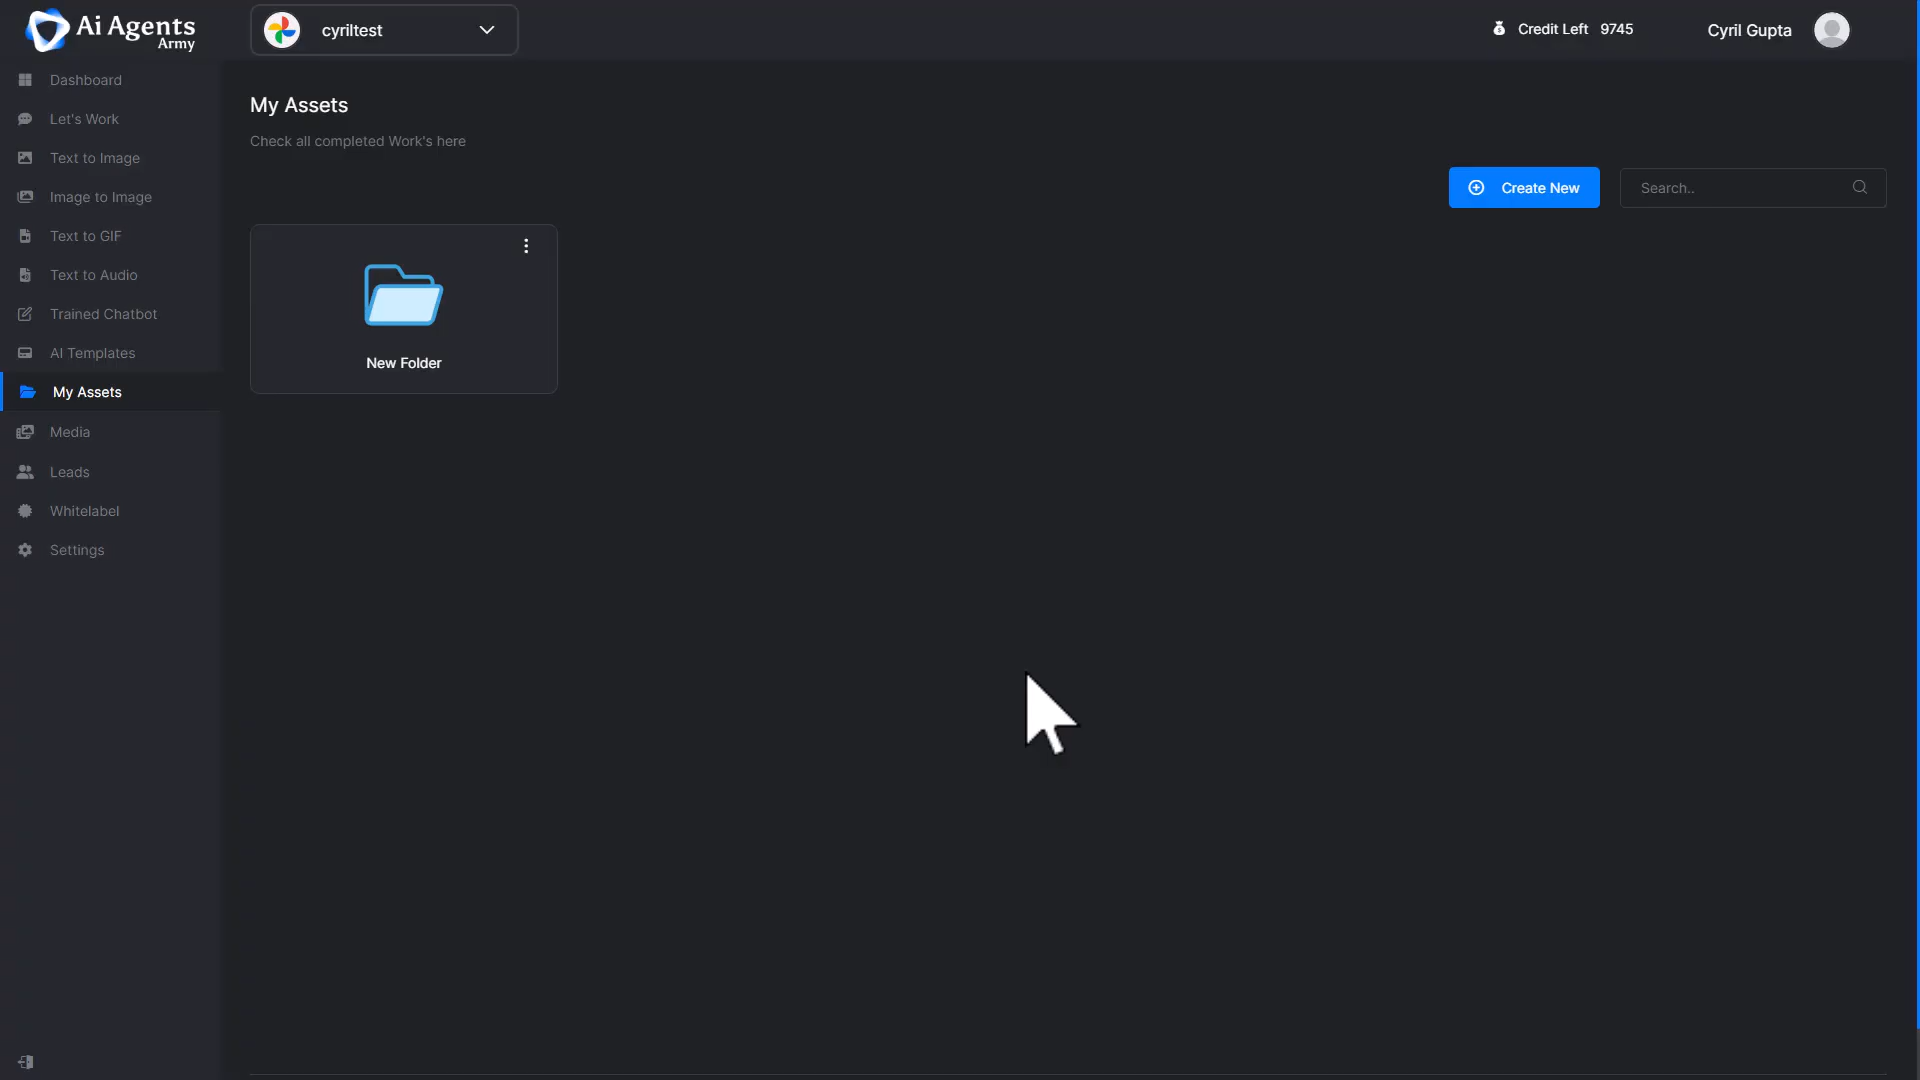 Ai Agents
Army
cyriltest
Credit Left 9745
Cyril Gupta
Dashboard
Let's Work
Text to Image
Image to Image
Text to GIF
Text to Audio
Trained Chatbot
AI Templates
My Assets
Media
Leads
Whitelabel
Settings
My Assets
Check all completed Work's here
Create New
Search..
New Folder